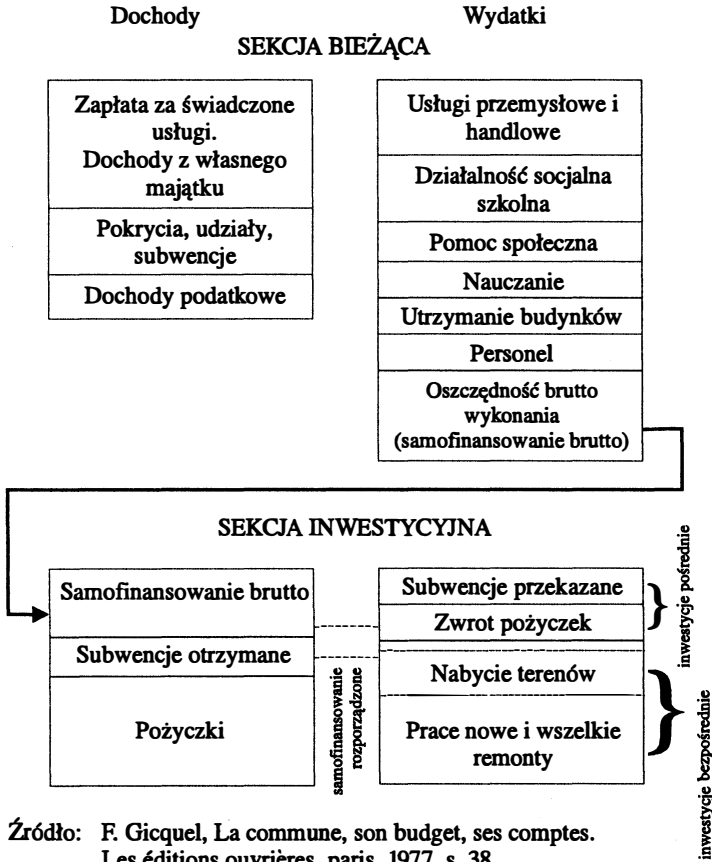 Dochody
Wydatki
SEKCJA BIEŻĄCA
Zapłata za świadczone
usługi.
Dochody z własnego
majątku
Pokrycia, udziały,
subwencje
Dochody podatkowe
Usługi przemysłowe i
handlowe
Działalność socjalna
szkolna
Pomoc społeczna
Nauczanie
Utrzymanie budynków
Personel
Oszczędność brutto
wykonania
(samofinansowanie brutto)
SEKCJA INWESTYCYJNA
Samofinansowanie brutto
Subwencje otrzymane
Pożyczki
samofinansowanie
rozporządzone
Subwencje przekazane
Zwrot pożyczek
Nabycie terenów
Prace nowe i wszelkie
remonty
inwestycje pośrednie
inwestycje bezpośrednie
Źródło: F. Gicquel, La commune, son budget, ses comptes.
Les éditions ouvrières, paris, 1977, s. 38